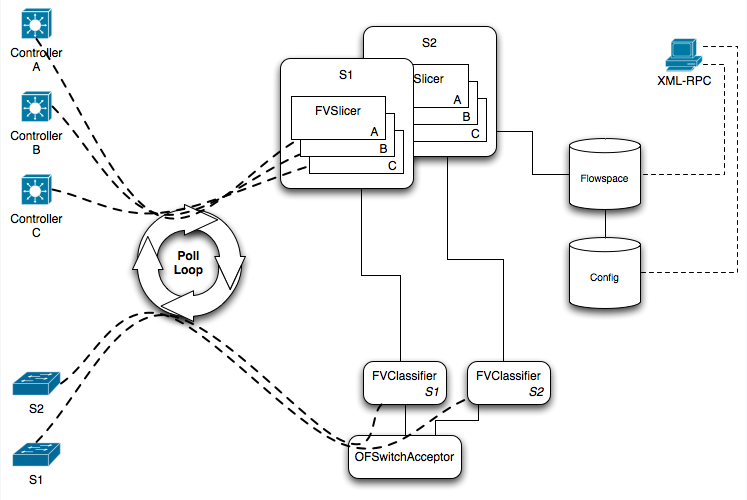 Controller
A
Controller
B
Controller
C
S1
FVSlicer
A
B
C
S2
Slicer
A
B
C
XML-RPC
Flowspace
Config
Poll
Loop
S2
S1
FVClassifier
S1
FVClassifier
S2
OFSwitchAcceptor